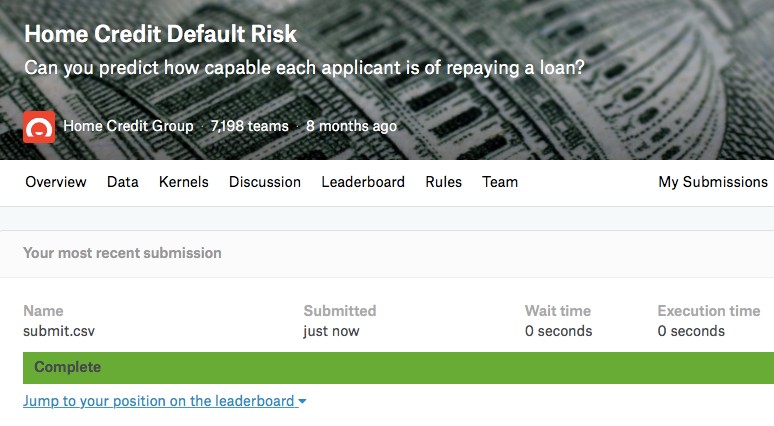 Home Credit Default Risk
Can you predict how capable each applicant is of repaying a loan?
Home Credit Group · 7,198 teams · 8 months ago
Overview Data Kernels Discussion Leaderboard Rules Team My Submissions
Your most recent submission
Name Submitted Wait time Execution time
submit.csv just now 0 seconds 0 seconds
Complete
Jump to your position on the leaderboard